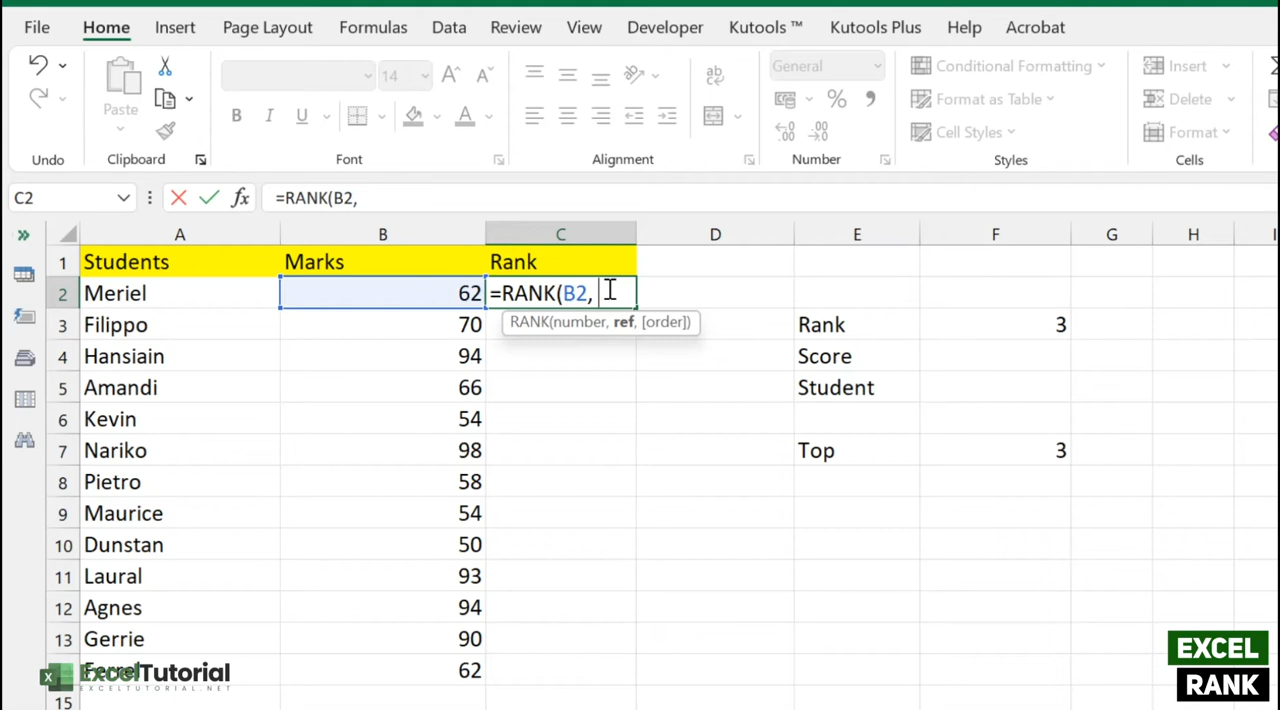 File Home Insert Page Layout Formulas Data Review View Developer Kutools ™ Kutools Plus Help Acrobat
Paste
14
B I U
A A
ab
General
% 9
Conditional Formatting
Format as Table
Cell Styles
Insert
Delete
Format
Undo Clipboard Font Alignment Number Styles Cells
C2 fx =RANK(B2,
A B C D E F G H
1 Students Marks Rank
2 Meriel 62 =RANK(B2,
RANK(number, ref, [order])
3 Filippo 70 Rank 3
4 Hansiain 94 Score
5 Amandi 66 Student
6 Kevin 54
7 Nariko 98 Top 3
8 Pietro 58
9 Maurice 54
10 Dunstan 50
11 Laural 93
12 Agnes 94
13 Gerrie 90
62
15
X ExcelTutorial
EXCELTUTORIAL.NET
EXCEL
RANK